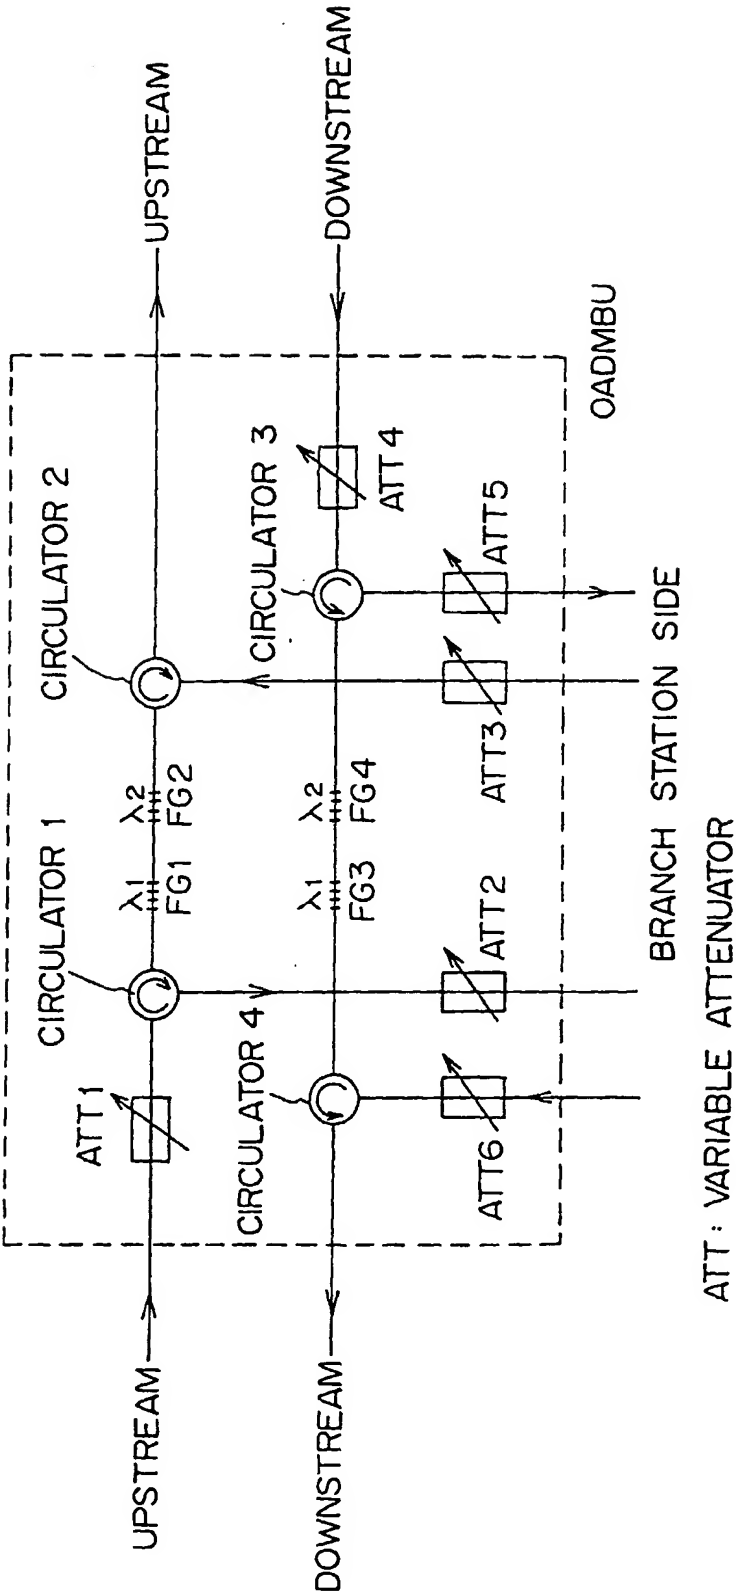 UPSTREAM
UPSTREAM
ATT 1
CIRCULATOR 1
λ1
FG1
λ2
FG2
CIRCULATOR 2
DOWNSTREAM
DOWNSTREAM
CIRCULATOR 4
λ1
FG3
λ2
FG4
CIRCULATOR 3
ATT 4
ATT6
ATT2
ATT3
ATT5
OADMBU
BRANCH STATION SIDE
ATT: VARIABLE ATTENUATOR